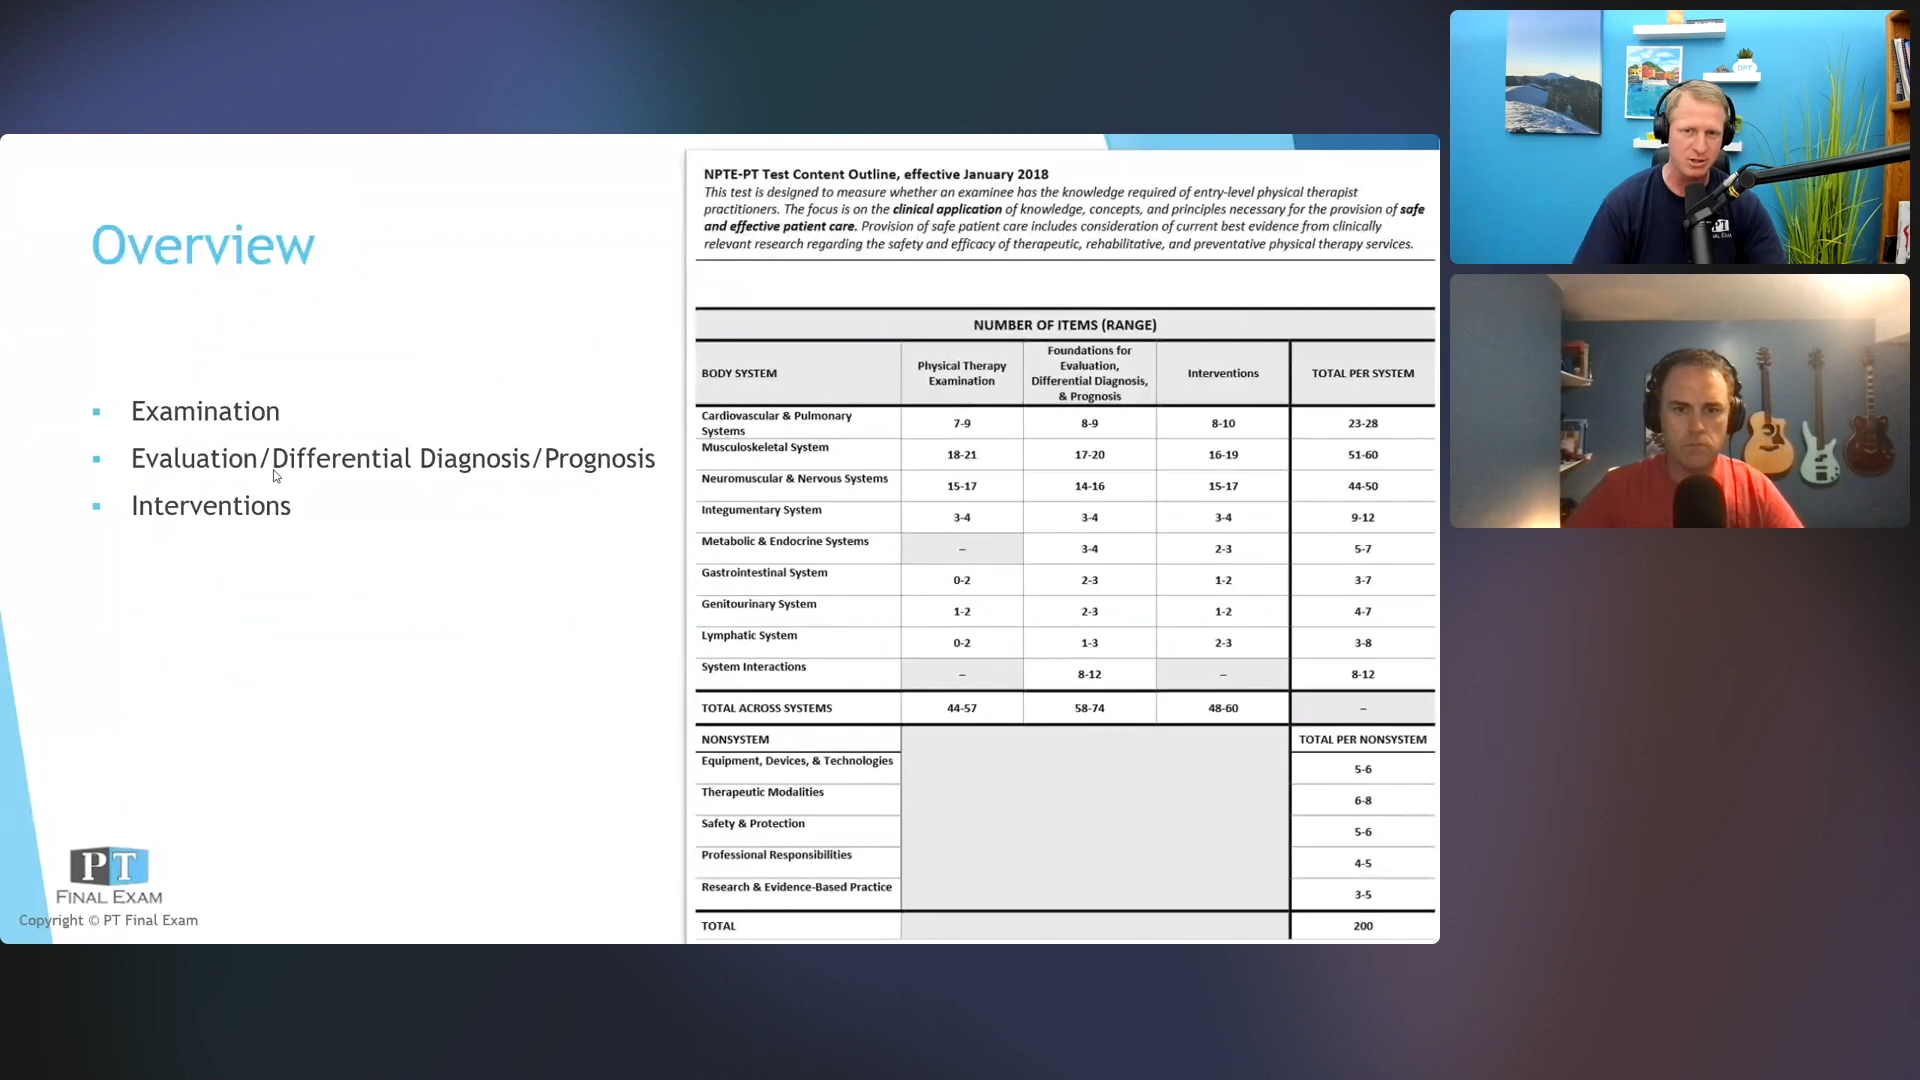 Overview
▪ Examination
▪ Evaluation/Differential Diagnosis/Prognosis
▪ Interventions
PT
FINAL EXAM
Copyright © PT Final Exam
NPTE-PT Test Content Outline, effective January 2018
This test is designed to measure whether an examinee has the knowledge required of entry-level physical therapist
practitioners. The focus is on the clinical application of knowledge, concepts, and principles necessary for the provision of safe
and effective patient care. Provision of safe patient care includes consideration of current best evidence from clinically
relevant research regarding the safety and efficacy of therapeutic, rehabilitative, and preventative physical therapy services.
NUMBER OF ITEMS (RANGE)
BODY SYSTEM
Physical Therapy
Examination
Foundations for
Evaluation,
Differential Diagnosis,
& Prognosis
Interventions
TOTAL PER SYSTEM
Cardiovascular & Pulmonary
Systems
7-9 8-9 8-10 23-28
Musculoskeletal System 18-21 17-20 16-19 51-60
Neuromuscular & Nervous Systems 15-17 14-16 15-17 44-50
Integumentary System 3-4 3-4 3-4 9-12
Metabolic & Endocrine Systems – 3-4 2-3 5-7
Gastrointestinal System 0-2 2-3 1-2 3-7
Genitourinary System 1-2 2-3 1-2 4-7
Lymphatic System 0-2 1-3 2-3 3-8
System Interactions – 8-12 – 8-12
TOTAL ACROSS SYSTEMS 44-57 58-74 48-60 –
NONSYSTEM TOTAL PER NONSYSTEM
Equipment, Devices, & Technologies 5-6
Therapeutic Modalities 6-8
Safety & Protection 5-6
Professional Responsibilities 4-5
Research & Evidence-Based Practice 3-5
TOTAL 200
DPT